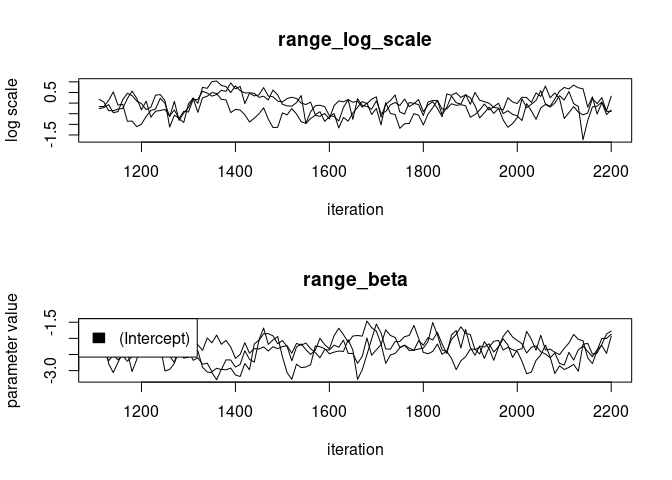 range_log_scale
log scale
0.5
-1.5
1200 1400 1600 1800 2000 2200
iteration
range_beta
parameter value
-1.5
-3.0
(Intercept)
1200 1400 1600 1800 2000 2200
iteration